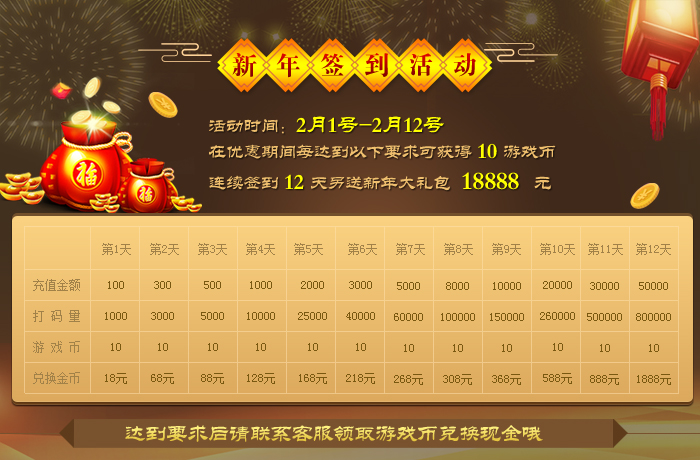 新年签到活动
活动时间：2月1号-2月12号
在优惠期间每达到以下要求可获得 10 游戏币
连续签到 12 天另送新年大礼包 18888 元
福
福
第1天 第2天 第3天 第4天 第5天 第6天 第7天 第8天 第9天 第10天 第11天 第12天
充值金额 100 300 500 1000 2000 3000 5000 8000 10000 20000 30000 50000
打 码 量 1000 3000 5000 10000 25000 40000 60000 100000 150000 260000 500000 800000
游 戏 币 10 10 10 10 10 10 10 10 10 10 10 10
兑换金币 18元 68元 88元 128元 168元 218元 268元 308元 368元 588元 888元 1888元
达到要求后请联系客服领取游戏币兑换现金哦